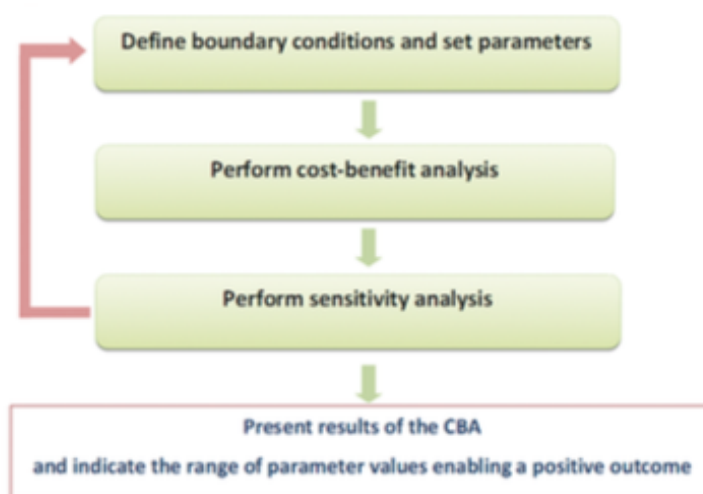 Define boundary conditions and set parameters
Perform cost-benefit analysis
Perform sensitivity analysis
Present results of the CBA
and indicate the range of parameter values enabling a positive outcome